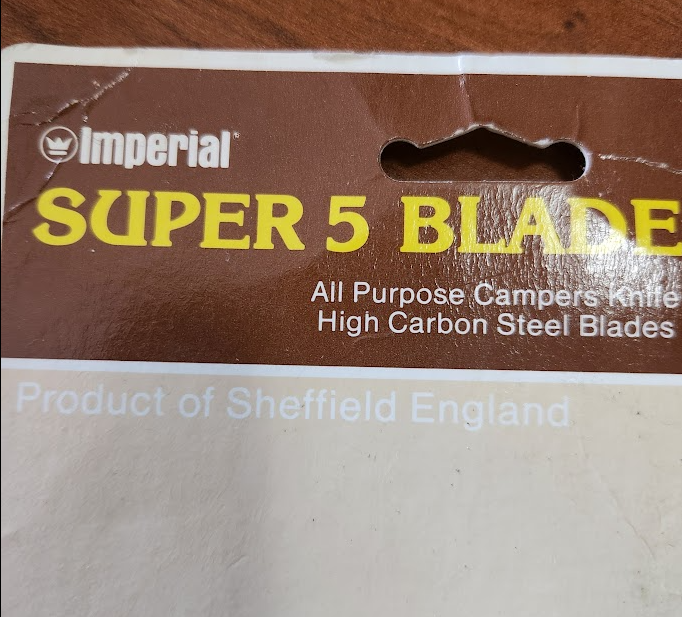 Imperial
SUPER 5 BLADE
All Purpose Campers Knife
High Carbon Steel Blades
Product of Sheffield England